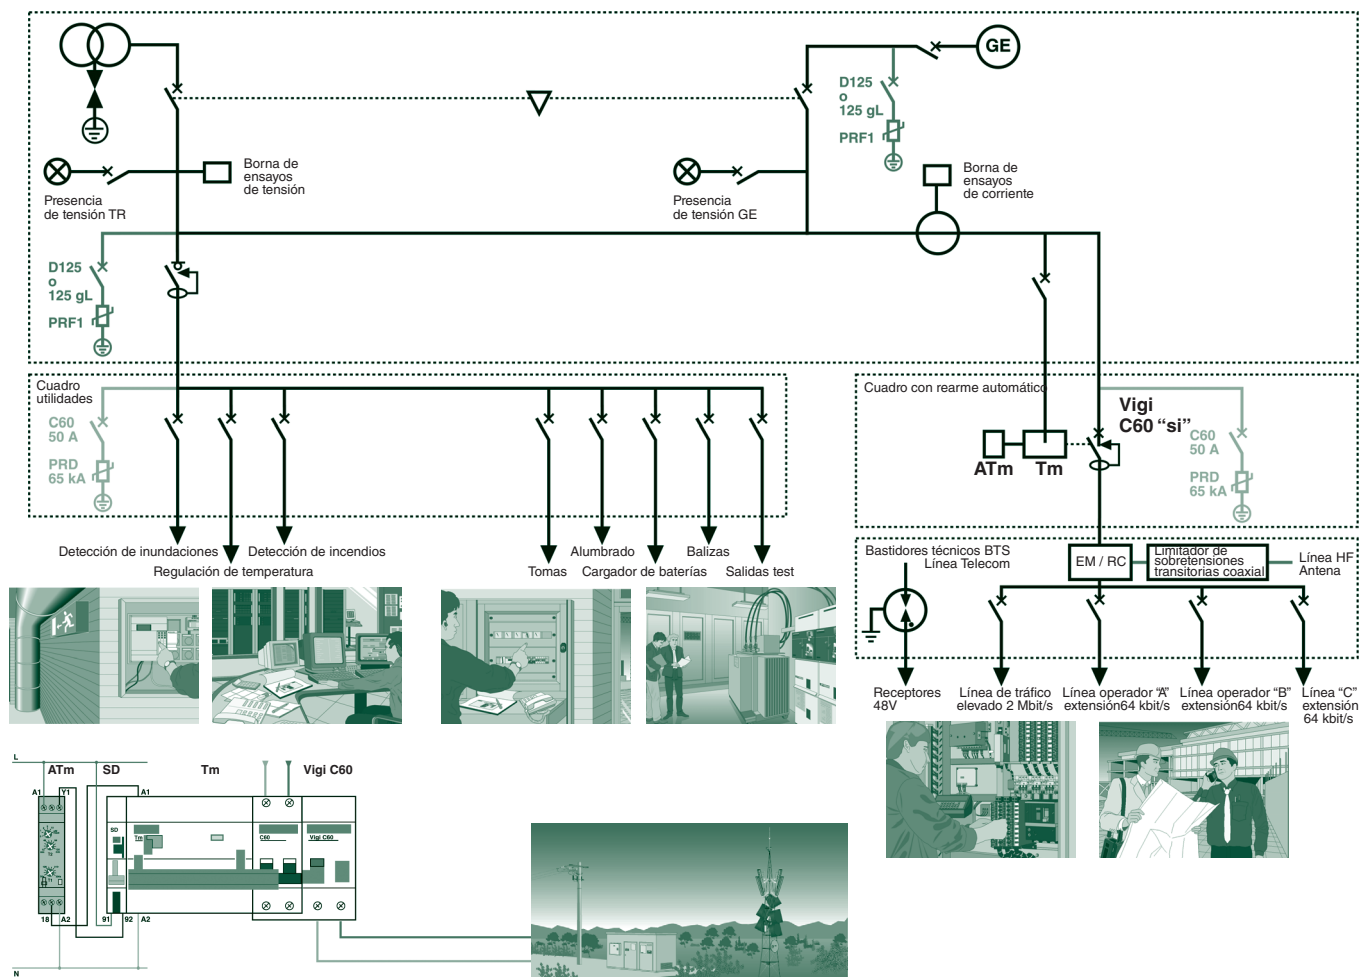 GE
D125
o
125 gL
PRF1
Borna de
ensayos
de tensión
Presencia
de tensión TR
Presencia
de tensión GE
Borna de
ensayos
de corriente
D125
o
125 gL
PRF1
Cuadro
utilidades
C60
50 A
PRD
65 kA
Cuadro con rearme automático
Vigi
C60 “si”
ATm
Tm
C60
50 A
PRD
65 kA
Detección de inundaciones
Detección de incendios
Regulación de temperatura
Alumbrado
Balizas
Tomas
Cargador de baterías
Salidas test
Bastidores técnicos BTS
Línea Telecom
EM / RC
Limitador de
sobretensiones
transitorias coaxial
Línea HF
Antena
Receptores
48V
Línea de tráfico
elevado 2 Mbit/s
Línea operador “A”
extensión64 kbit/s
Línea operador “B”
extensión64 kbit/s
Línea “C”
extensión
64 kbit/s
L
ATm
SD
Tm
Vigi C60
A1
Y1
A1
SD
Tm
C60
Vigi C60
T1
18
A2
91
92
A2
N